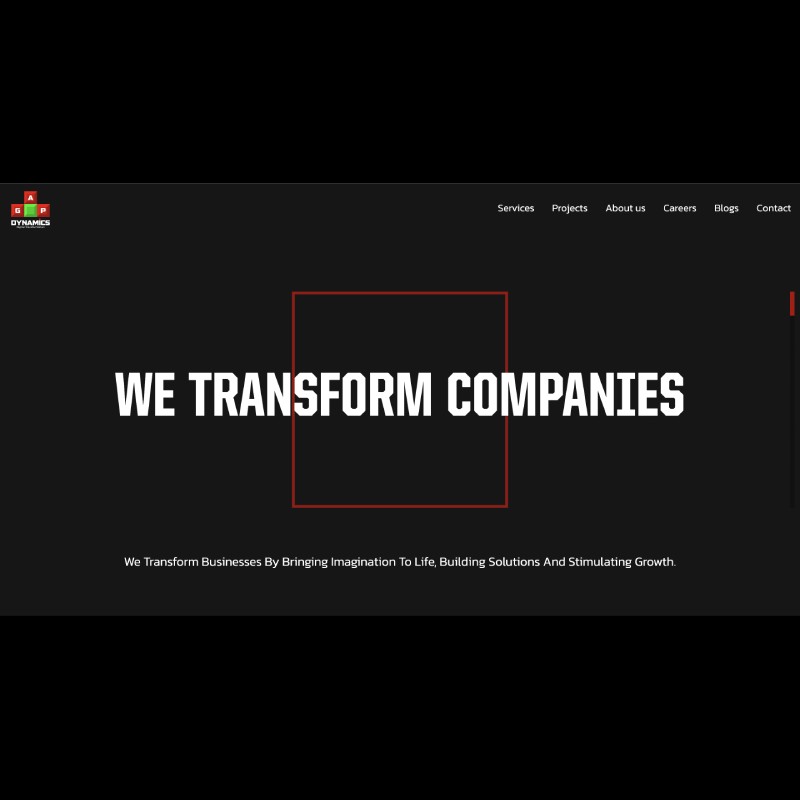 A
G P
DYNAMICS
Services Projects About us Careers Blogs Contact
WE TRANSFORM COMPANIES
We Transform Businesses By Bringing Imagination To Life, Building Solutions And Stimulating Growth.